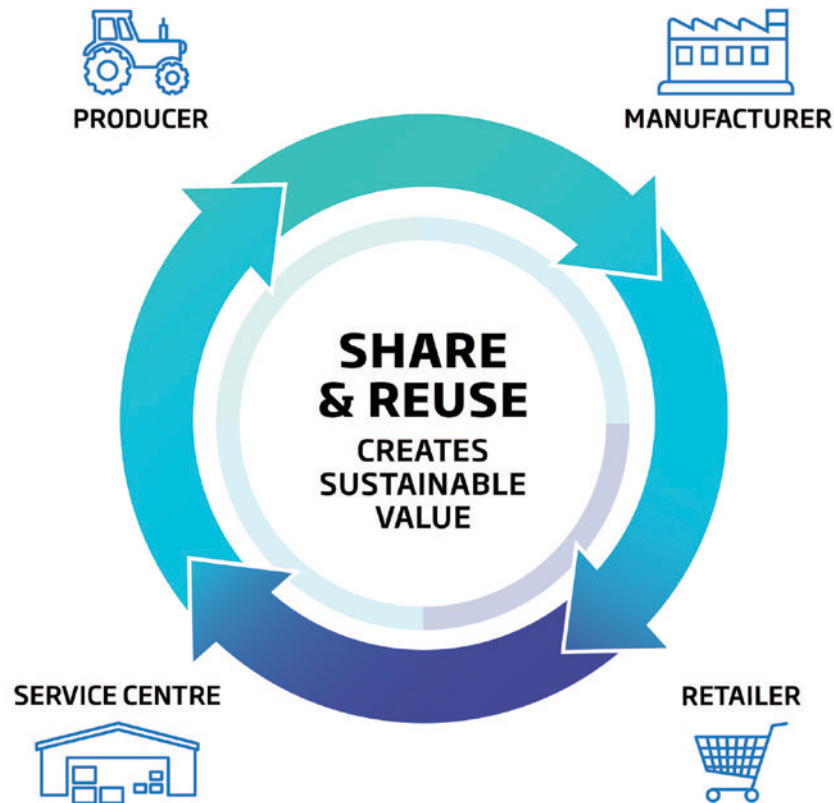 PRODUCER
MANUFACTURER
SHARE
& REUSE
CREATES
SUSTAINABLE
VALUE
SERVICE CENTRE
RETAILER